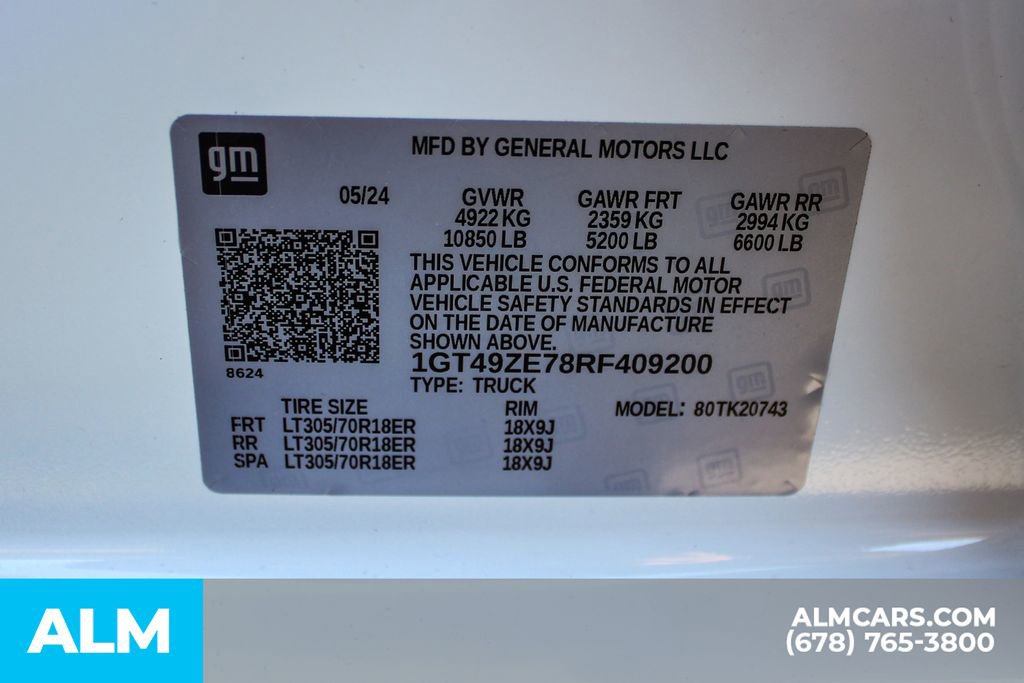 gm
MFD BY GENERAL MOTORS LLC
05/24 GVWR GAWR FRT GAWR RR
4922 KG 2359 KG 2994 KG
10850 LB 5200 LB 6600 LB
THIS VEHICLE CONFORMS TO ALL
APPLICABLE U.S. FEDERAL MOTOR
VEHICLE SAFETY STANDARDS IN EFFECT
ON THE DATE OF MANUFACTURE
SHOWN ABOVE.
1GT49ZE78RF409200
8624
TYPE: TRUCK
TIRE SIZE RIM MODEL: 80TK20743
FRT LT305/70R18ER 18X9J
RR LT305/70R18ER 18X9J
SPA LT305/70R18ER 18X9J
ALM
ALMCARS.COM
(678) 765-3800